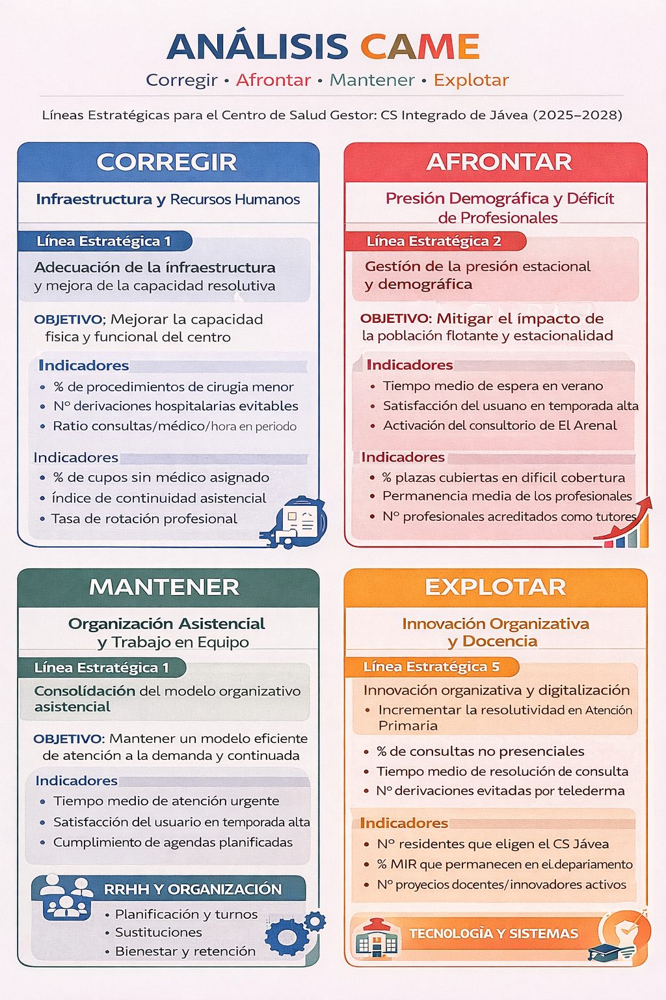 ANÁLISIS CAME
Corregir • Afrontar • Mantener • Explotar
Líneas Estratégicas para el Centro de Salud Gestor: CS Integrado de Jávea (2025–2028)
CORREGIR
Infraestructura y Recursos Humanos
Línea Estratégica 1
Adecuación de la ínfraestructura
y mejora de la capacidad resolutiva
OBJETIVO; Mejorar la capacidad
fisica y funcional del centro
Indicadores
• % de procedimientos de cirugia menor
• Nº derivaciones hospitalarias evitables
• Ratio consultas/médico/hora en periodo
Indicadores
• % de cupos sin médico asignado
• índice de continuidad asistencial
• Tasa de rotación profesional
AFRONTAR
Presión Demográfica y Déficít
de Profesionales
Línea Estratégica 2
Gestión de la presión estacional
y demográfica
OBJETIVO: Mitigar el ímpacto de
la población flotante y estacionalidad
Indicadores
• Tiempo medio de espera en verano
• Satisfacción del usuano en temporada alta
• Activación del consultorio de El Arenal
Indicadores
• % plazas cubiertas en dificil cobertura
• Permanencia media de los profesionales
• Nº profesionales acreditados como tutores
MANTENER
Organización Asistencíal
y Trabajo en Equipo
Línea Estratégica 1
Consolídación del modelo organizativo
asistencial
OBJETIVO: Mantener un modelo eficiente
de atención a la demanda y continuada
Indicadores
• Tiempo medio de atención urgente
• Satisfacción del usuario en temporada alta
• Cumplimiento de agendas planificadas
RRHH Y ORGANIZACIÓN
• Planificación y turnos
• Sustituciones
• Bienestar y retención
EXPLOTAR
Innovación Organizativa
y Docencia
Línea Estratégica 5
Innovación organizativa y digitalización
• Incrementar la resolutividad en Atención
Primaria
• % de consultas no presenciales
• Tiempo medio de resolución de consulta
• Nº derivaciones evitadas por telederma
Indicadores
• Nº residentes que eligen el CS Jávea
• % MIR que permanecen en el.depariamento
• Nº proyecios docentes/innovadores activos
TECNOLOGÌA Y SISTEMAS